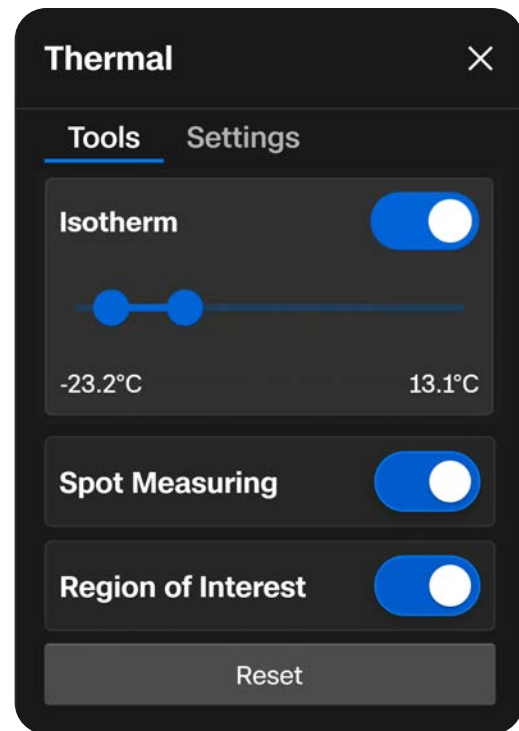 Thermal
Tools Settings
Isotherm
-23.2°C 13.1°C
Spot Measuring
Region of Interest
Reset